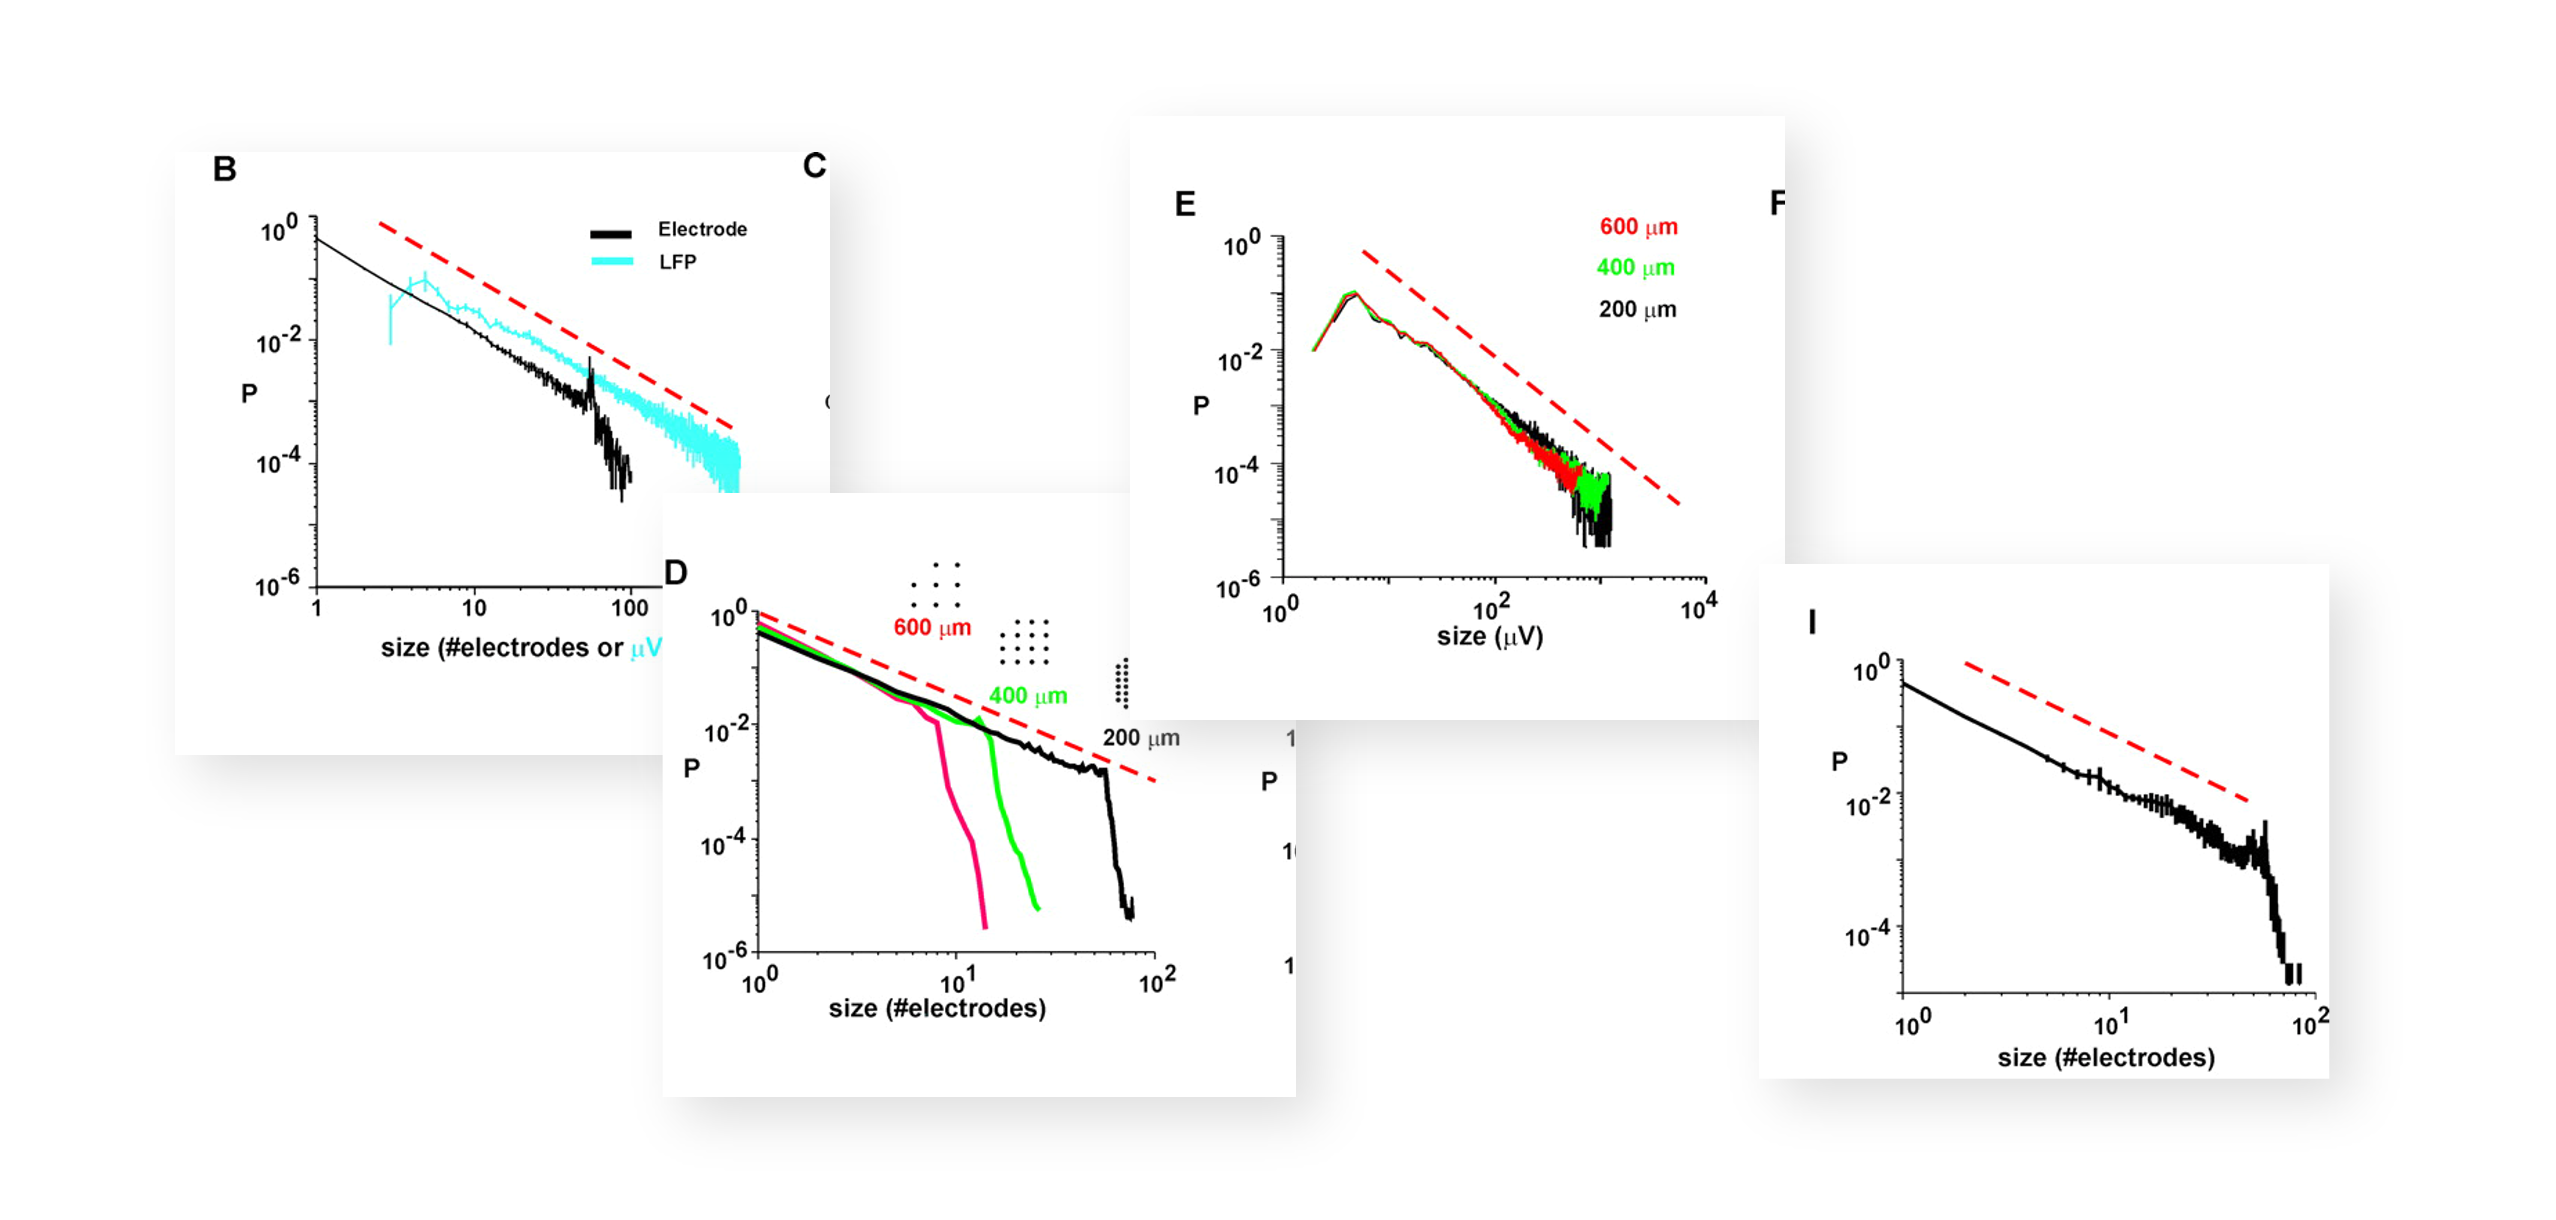 B
C
10^0
10^-2
10^-4
10^-6
P
Electrode
LFP
1
10
100
size (#electrodes or μV
D
10^0
10^-2
10^-4
10^-6
P
600 μm
400 μm
200 μm
10^0
10^1
10^2
size (#electrodes)
P
E
F
10^0
10^-2
10^-4
10^-6
P
600 μm
400 μm
200 μm
10^0
10^2
10^4
size (μV)
I
10^0
10^-2
10^-4
P
10^0
10^1
10^2
size (#electrodes)